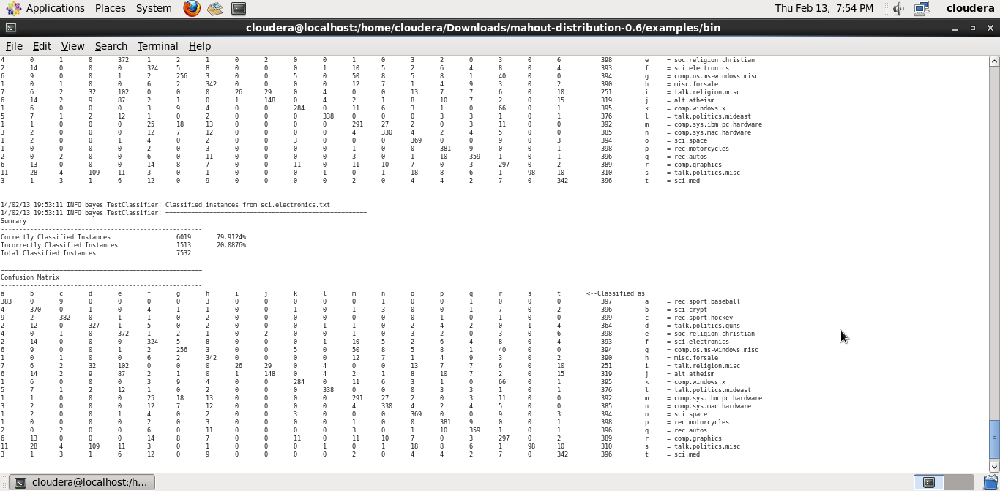 Applications Places System Thu Feb 13, 7:54 PM cloudera
cloudera@localhost:/home/cloudera/Downloads/mahout-distribution-0.6/examples/bin
File Edit View Search Terminal Help
4 0 1 0 372 1 2 1 0 2 0 0 1 0 3 2 0 3 0 6 | 398 e = soc.religion.christian
2 14 0 0 0 324 5 8 0 0 0 1 10 5 2 6 4 8 0 4 | 393 f = sci.electronics
6 9 0 0 1 2 256 3 0 0 5 0 50 8 5 8 1 40 0 0 | 394 g = comp.os.ms-windows.misc
1 0 1 0 0 6 2 342 0 0 0 0 12 7 1 4 9 3 0 2 | 390 h = misc.forsale
7 6 2 32 102 0 0 0 26 29 0 4 0 0 13 7 7 6 0 10 | 251 i = talk.religion.misc
6 14 2 9 87 2 1 0 1 148 0 4 2 1 8 10 7 2 0 15 | 319 j = alt.atheism
1 6 0 0 0 3 9 4 0 0 284 0 11 6 3 1 0 66 0 1 | 395 k = comp.windows.x
5 7 1 2 12 1 0 2 0 0 0 338 0 0 0 3 3 1 0 1 | 376 l = talk.politics.mideast
1 1 0 0 0 25 18 13 0 0 0 0 291 27 2 0 3 11 0 0 | 392 m = comp.sys.ibm.pc.hardware
3 2 0 0 0 12 7 12 0 0 0 0 4 330 4 2 4 5 0 0 | 385 n = comp.sys.mac.hardware
1 2 0 0 1 4 0 2 0 0 3 0 0 0 369 0 0 9 0 3 | 394 o = sci.space
1 0 0 0 0 2 0 3 0 0 0 0 1 0 0 381 9 0 0 1 | 398 p = rec.motorcycles
2 0 2 0 0 6 0 11 0 0 0 0 3 0 1 10 359 1 0 1 | 396 q = rec.autos
6 13 0 0 0 14 8 7 0 0 11 0 11 10 7 0 3 297 0 2 | 389 r = comp.graphics
11 28 4 109 11 3 0 1 0 0 0 1 0 1 18 8 6 1 98 10 | 310 s = talk.politics.misc
3 1 3 1 6 12 0 9 0 0 0 0 2 0 4 4 2 7 0 342 | 396 t = sci.med
14/02/13 19:53:11 INFO bayes.TestClassifier: Classified instances from sci.electronics.txt
14/02/13 19:53:11 INFO bayes.TestClassifier: =======================================================
Summary
-------------------------------------------------------
Correctly Classified Instances : 6019 79.9124%
Incorrectly Classified Instances : 1513 20.0876%
Total Classified Instances : 7532
=======================================================
Confusion Matrix
-------------------------------------------------------
a b c d e f g h i j k l m n o p q r s t <--Classified as
383 0 9 0 0 0 0 3 0 0 0 0 0 1 0 0 1 0 0 0 | 397 a = rec.sport.baseball
4 370 0 1 0 4 1 1 0 0 1 0 1 3 0 0 1 7 0 2 | 396 b = sci.crypt
9 2 382 0 1 1 0 2 0 0 0 0 0 0 0 1 0 1 0 0 | 399 c = rec.sport.hockey
2 12 0 327 1 5 0 2 0 0 0 1 1 0 2 4 2 0 1 4 | 364 d = talk.politics.guns
4 0 1 0 372 1 2 1 0 2 0 0 1 0 3 2 0 3 0 6 | 398 e = soc.religion.christian
2 14 0 0 0 324 5 8 0 0 0 1 10 5 2 6 4 8 0 4 | 393 f = sci.electronics
6 9 0 0 1 2 256 3 0 0 5 0 50 8 5 8 1 40 0 0 | 394 g = comp.os.ms-windows.misc
1 0 1 0 0 6 2 342 0 0 0 0 12 7 1 4 9 3 0 2 | 390 h = misc.forsale
7 6 2 32 102 0 0 0 26 29 0 4 0 0 13 7 7 6 0 10 | 251 i = talk.religion.misc
6 14 2 9 87 2 1 0 1 148 0 4 2 1 8 10 7 2 0 15 | 319 j = alt.atheism
1 6 0 0 0 3 9 4 0 0 284 0 11 6 3 1 0 66 0 1 | 395 k = comp.windows.x
5 7 1 2 12 1 0 2 0 0 0 338 0 0 0 3 3 1 0 1 | 376 l = talk.politics.mideast
1 1 0 0 0 25 18 13 0 0 0 0 291 27 2 0 3 11 0 0 | 392 m = comp.sys.ibm.pc.hardware
3 2 0 0 0 12 7 12 0 0 0 0 4 330 4 2 4 5 0 0 | 385 n = comp.sys.mac.hardware
1 2 0 0 1 4 0 2 0 0 3 0 0 0 369 0 0 9 0 3 | 394 o = sci.space
1 0 0 0 0 2 0 3 0 0 0 0 1 0 0 381 9 0 0 1 | 398 p = rec.motorcycles
2 0 2 0 0 6 0 11 0 0 0 0 3 0 1 10 359 1 0 1 | 396 q = rec.autos
6 13 0 0 0 14 8 7 0 0 11 0 11 10 7 0 3 297 0 2 | 389 r = comp.graphics
11 28 4 109 11 3 0 1 0 0 0 1 0 1 18 8 6 1 98 10 | 310 s = talk.politics.misc
3 1 3 1 6 12 0 9 0 0 0 0 2 0 4 4 2 7 0 342 | 396 t = sci.med
cloudera@localhost:/h...